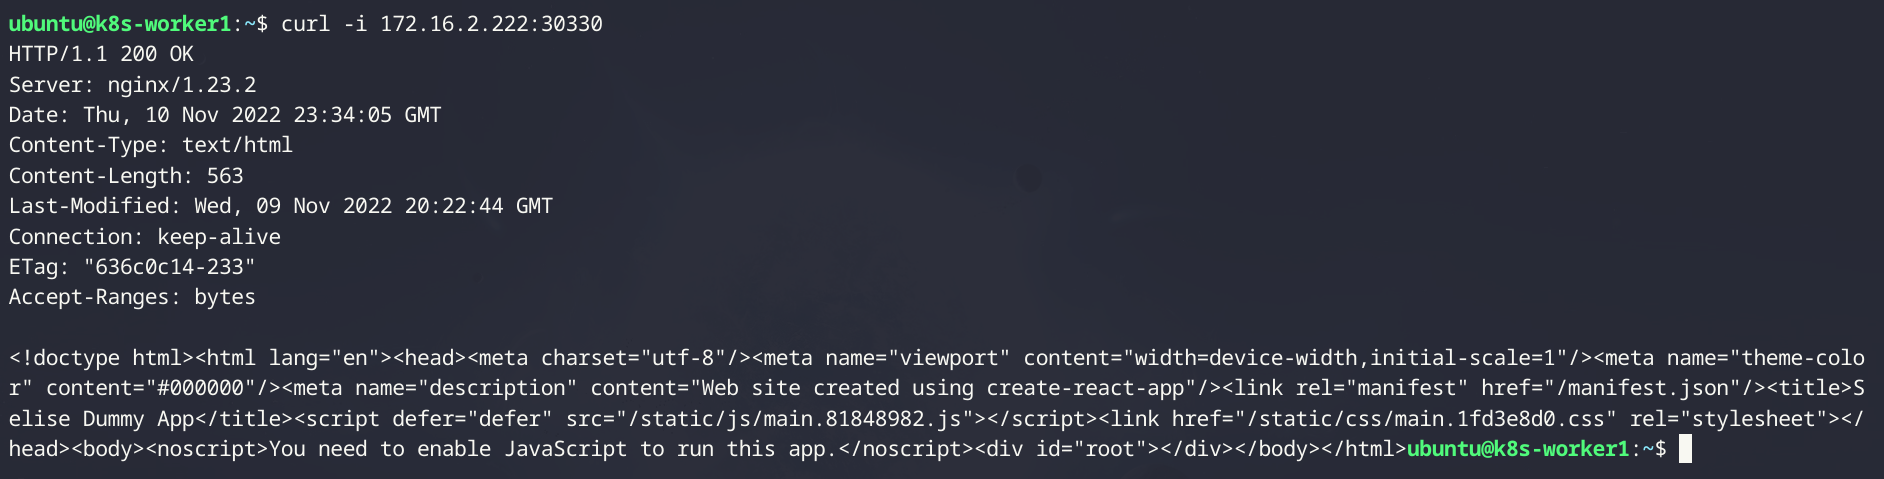 ubuntu@k8s-worker1:~$ curl -i 172.16.2.222:30330
HTTP/1.1 200 OK
Server: nginx/1.23.2
Date: Thu, 10 Nov 2022 23:34:05 GMT
Content-Type: text/html
Content-Length: 563
Last-Modified: Wed, 09 Nov 2022 20:22:44 GMT
Connection: keep-alive
ETag: "636c0c14-233"
Accept-Ranges: bytes

<!doctype html><html lang="en"><head><meta charset="utf-8"/><meta name="viewport" content="width=device-width,initial-scale=1"/><meta name="theme-colo
r" content="#000000"/><meta name="description" content="Web site created using create-react-app"/><link rel="manifest" href="/manifest.json"/><title>S
elise Dummy App</title><script defer="defer" src="/static/js/main.81848982.js"></script><link href="/static/css/main.1fd3e8d0.css" rel="stylesheet"></
head><body><noscript>You need to enable JavaScript to run this app.</noscript><div id="root"></div></body></html>ubuntu@k8s-worker1:~$